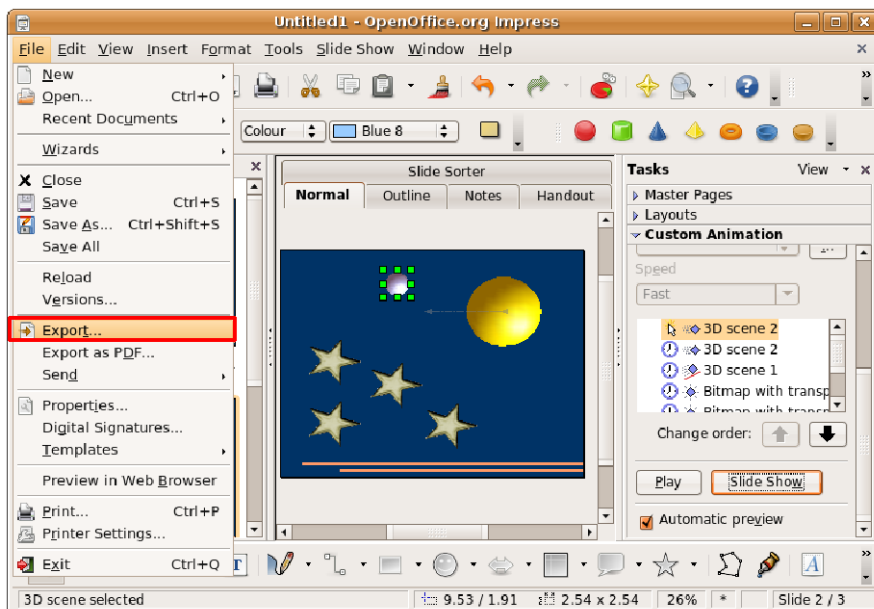 Untitled1 - OpenOffice.org Impress
File Edit View Insert Format Tools Slide Show Window Help
New
Open... Ctrl+O
Recent Documents
Wizards
Close
Save Ctrl+S
Save As... Ctrl+Shift+S
Save All
Reload
Versions...
Export...
Export as PDF...
Send
Properties...
Digital Signatures...
Templates
Preview in Web Browser
Print... Ctrl+P
Printer Settings...
Exit Ctrl+Q
Colour Blue 8
Slide Sorter
Normal Outline Notes Handout
Tasks View
Master Pages
Layouts
Custom Animation
Speed
Fast
3D scene 2
3D scene 2
3D scene 1
Bitmap with transp
Bitmap with transp
Change order:
Play Slide Show
Automatic preview
T A
3D scene selected 9.53 / 1.91 2.54 x 2.54 26% * Slide 2 / 3